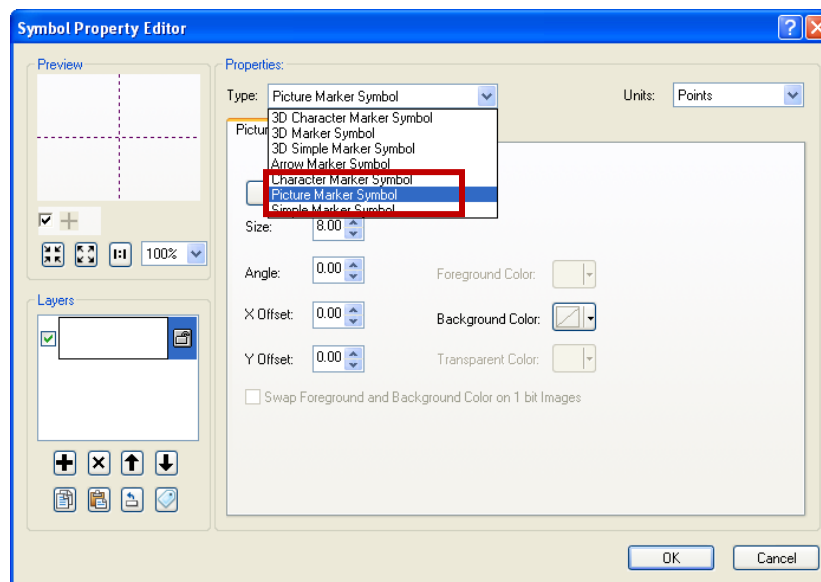 Symbol Property Editor
Preview
Properties:
Type: Picture Marker Symbol
Units: Points
3D Character Marker Symbol
3D Marker Symbol
3D Simple Marker Symbol
Arrow Marker Symbol
Character Marker Symbol
Picture Marker Symbol
Simple Marker Symbol
Pictur
100%
Size: 8.00
Angle: 0.00
Foreground Color:
Layers
X Offset: 0.00
Background Color:
Y Offset: 0.00
Transparent Color:
Swap Foreground and Background Color on 1 bit Images
OK
Cancel